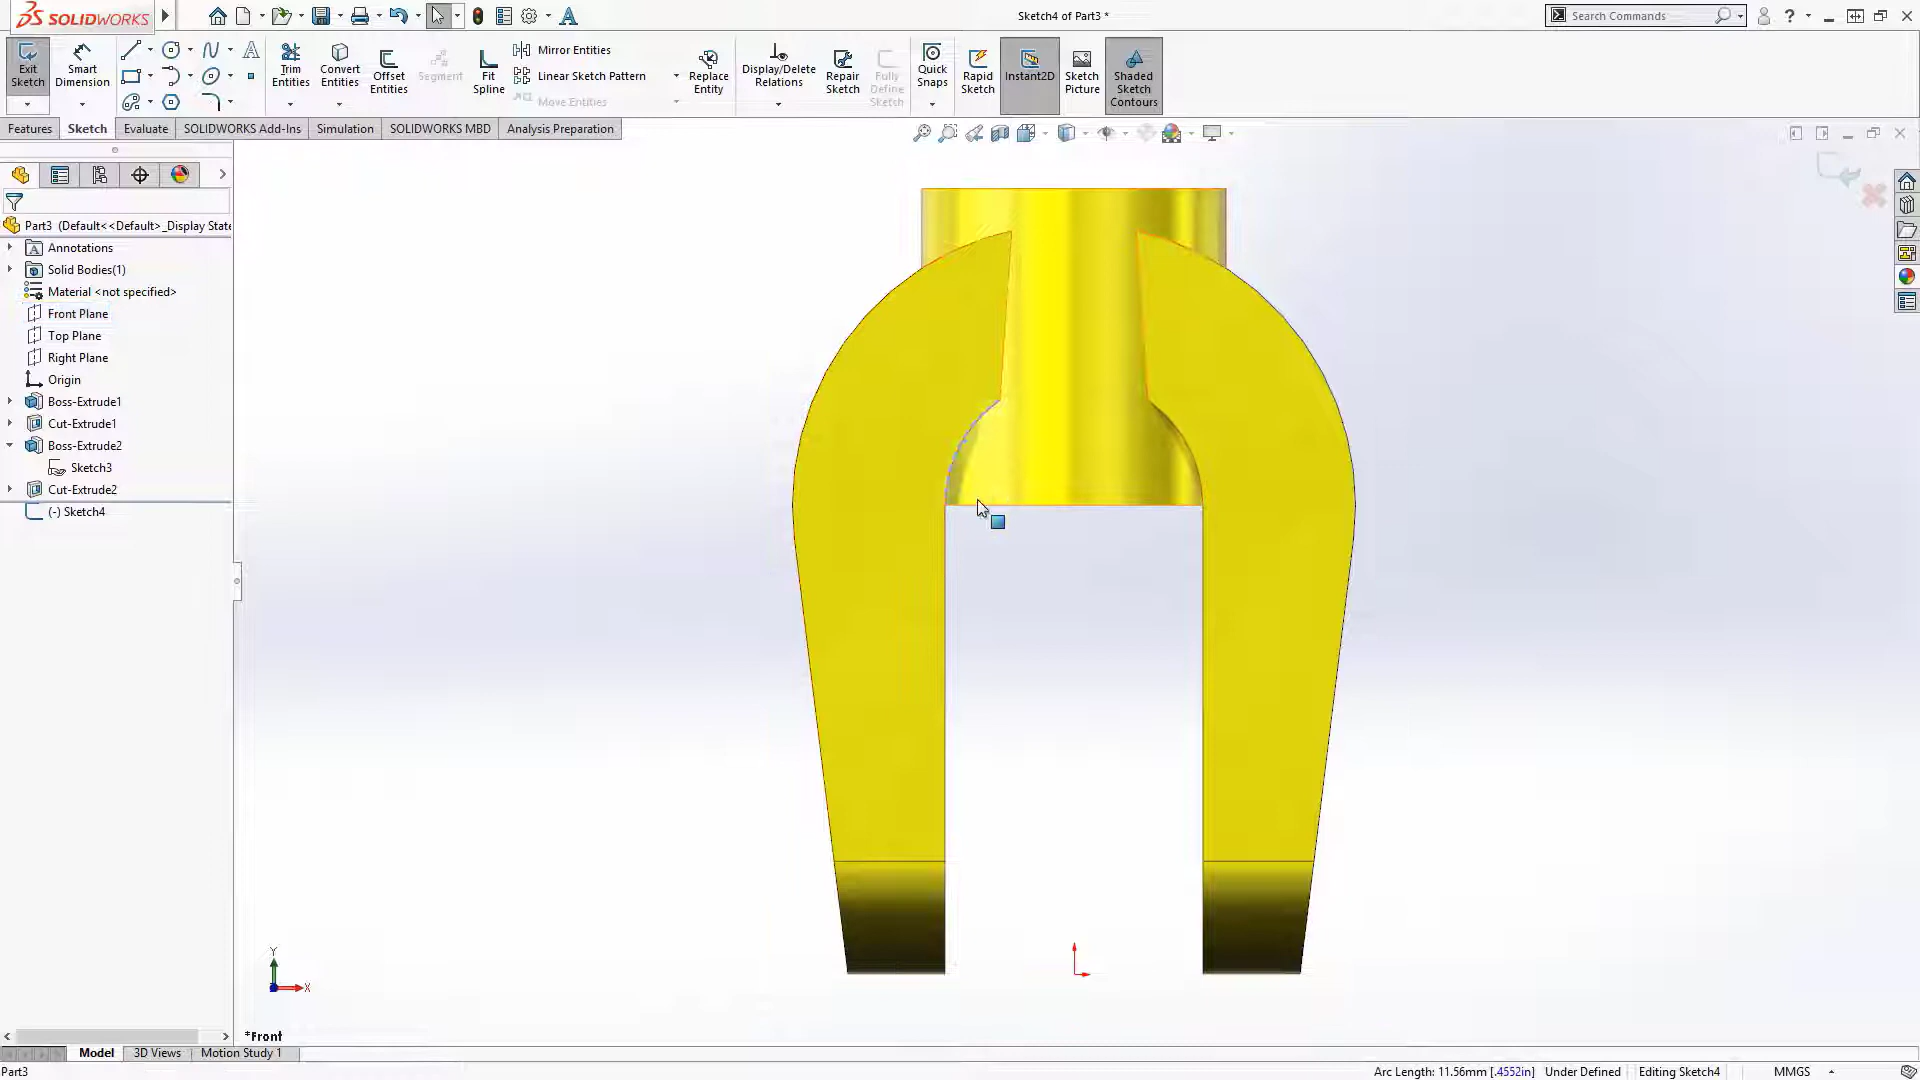 SOLIDWORKS
Sketch4 of Part3 *
Search Commands
Exit Sketch
Smart Dimension
Trim Entities
Convert Entities
Offset Entities
Segment
Fit Spline
Mirror Entities
Linear Sketch Pattern
Move Entities
Replace Entity
Display/Delete Relations
Repair Sketch
Fully Define Sketch
Quick Snaps
Rapid Sketch
Instant2D
Sketch Picture
Shaded Sketch Contours
Features
Sketch
Evaluate
SOLIDWORKS Add-Ins
Simulation
SOLIDWORKS MBD
Analysis Preparation
Part3 (Default<<Default>_Display State
Annotations
Solid Bodies(1)
Material <not specified>
Front Plane
Top Plane
Right Plane
Origin
Boss-Extrude1
Cut-Extrude1
Boss-Extrude2
Sketch3
Cut-Extrude2
(-) Sketch4
Y
X
*Front
Model
3D Views
Motion Study 1
Part3
Arc Length: 11.56mm [.4552in]
Under Defined
Editing Sketch4
MMGS